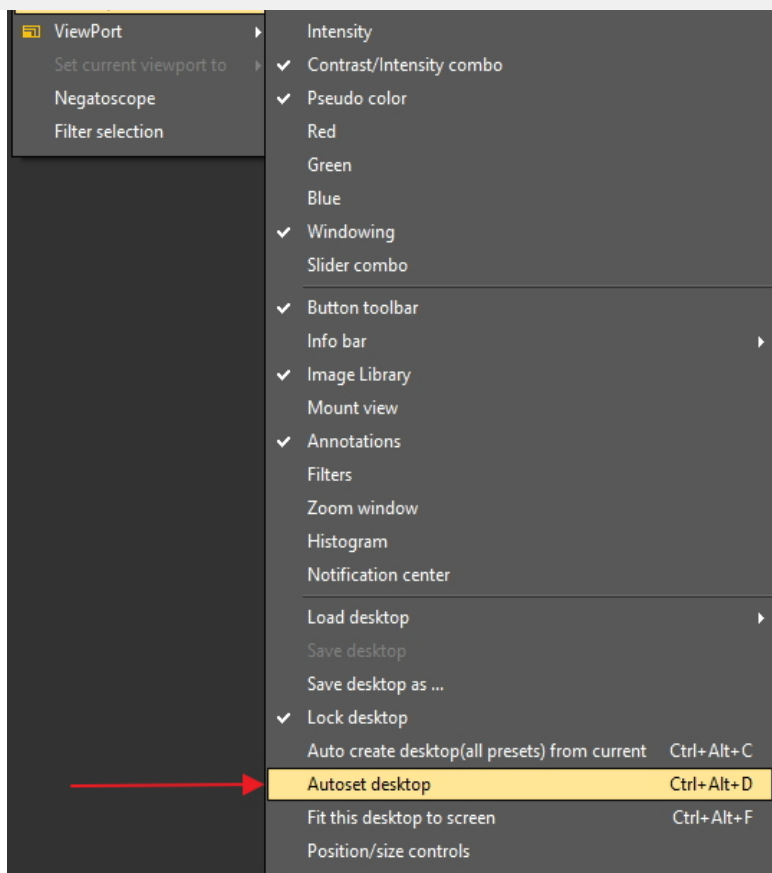 ViewPort
Set current viewport to
Negatoscope
Filter selection
Intensity
Contrast/Intensity combo
Pseudo color
Red
Green
Blue
Windowing
Slider combo
Button toolbar
Info bar
Image Library
Mount view
Annotations
Filters
Zoom window
Histogram
Notification center
Load desktop
Save desktop
Save desktop as ...
Lock desktop
Auto create desktop(all presets) from current Ctrl+Alt+C
Autoset desktop Ctrl+Alt+D
Fit this desktop to screen Ctrl+Alt+F
Position/size controls